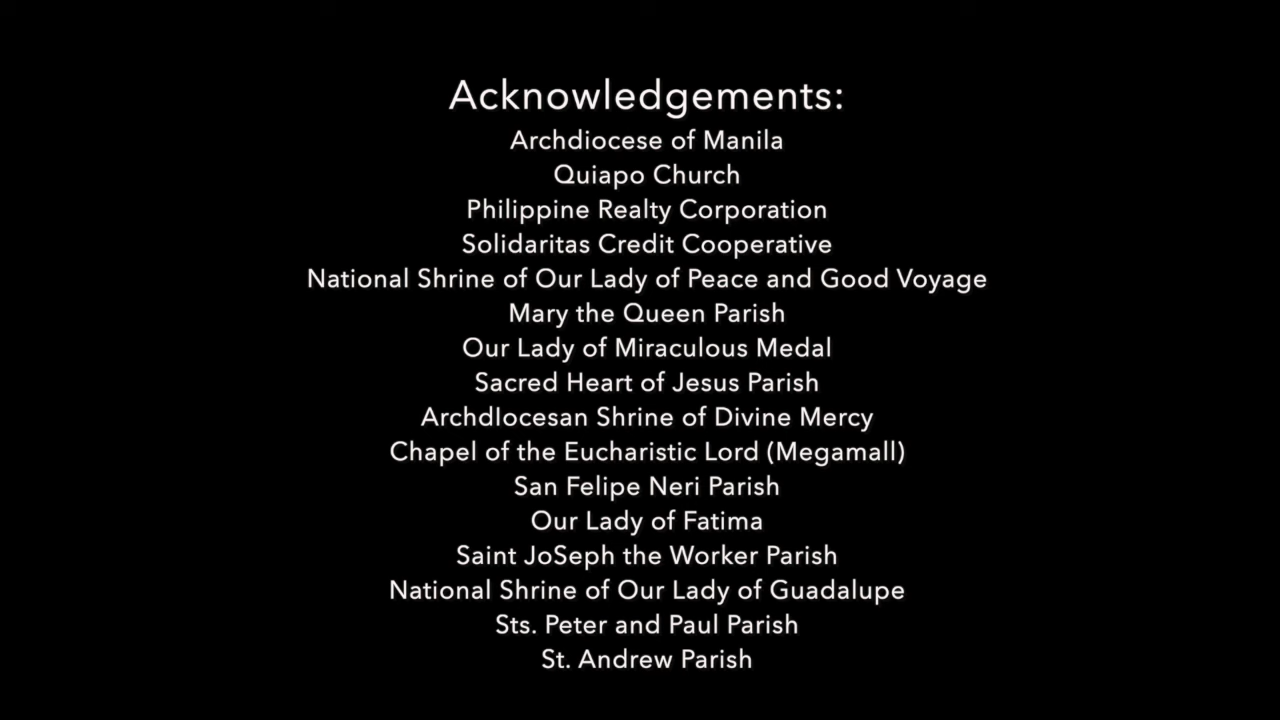 Acknowledgements:
Archdiocese of Manila
Quiapo Church
Philippine Realty Corporation
Solidaritas Credit Cooperative
National Shrine of Our Lady of Peace and Good Voyage
Mary the Queen Parish
Our Lady of Miraculous Medal
Sacred Heart of Jesus Parish
ArchdIocesan Shrine of Divine Mercy
Chapel of the Eucharistic Lord (Megamall)
San Felipe Neri Parish
Our Lady of Fatima
Saint JoSeph the Worker Parish
National Shrine of Our Lady of Guadalupe
Sts. Peter and Paul Parish
St. Andrew Parish